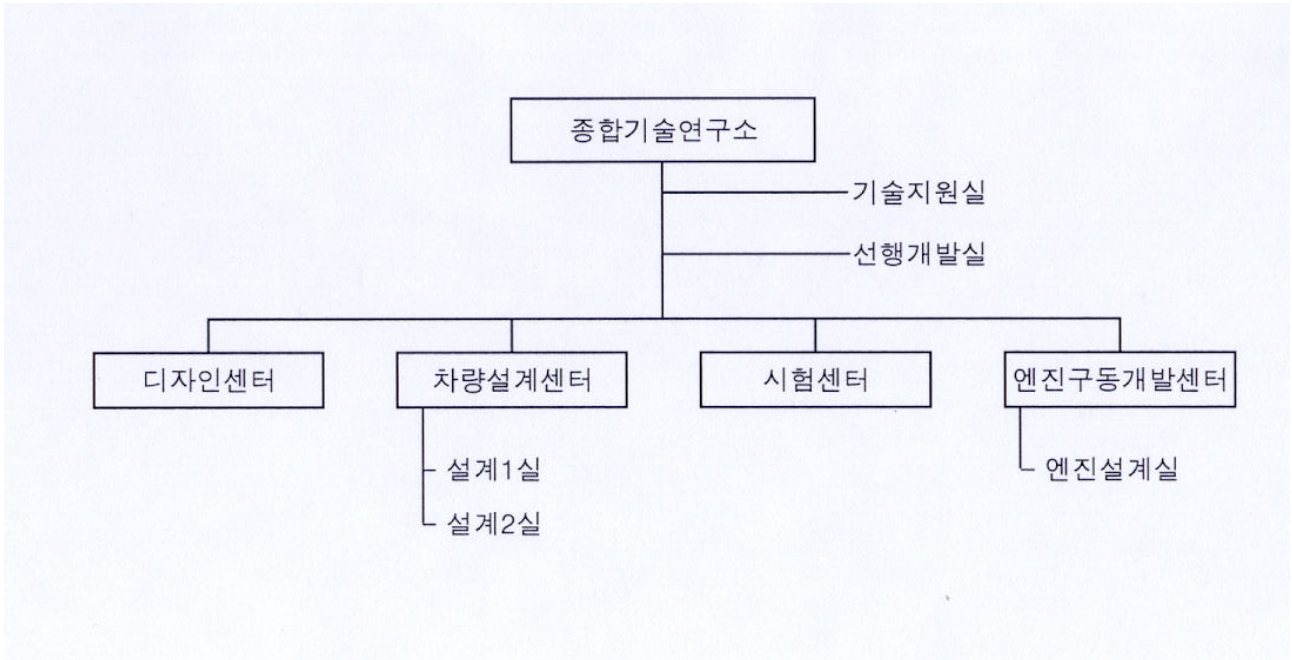 종합기술연구소
기술지원실
선행개발실
디자인센터
차량설계센터
시험센터
엔진구동개발센터
설계1실
엔진설계실
설계2실